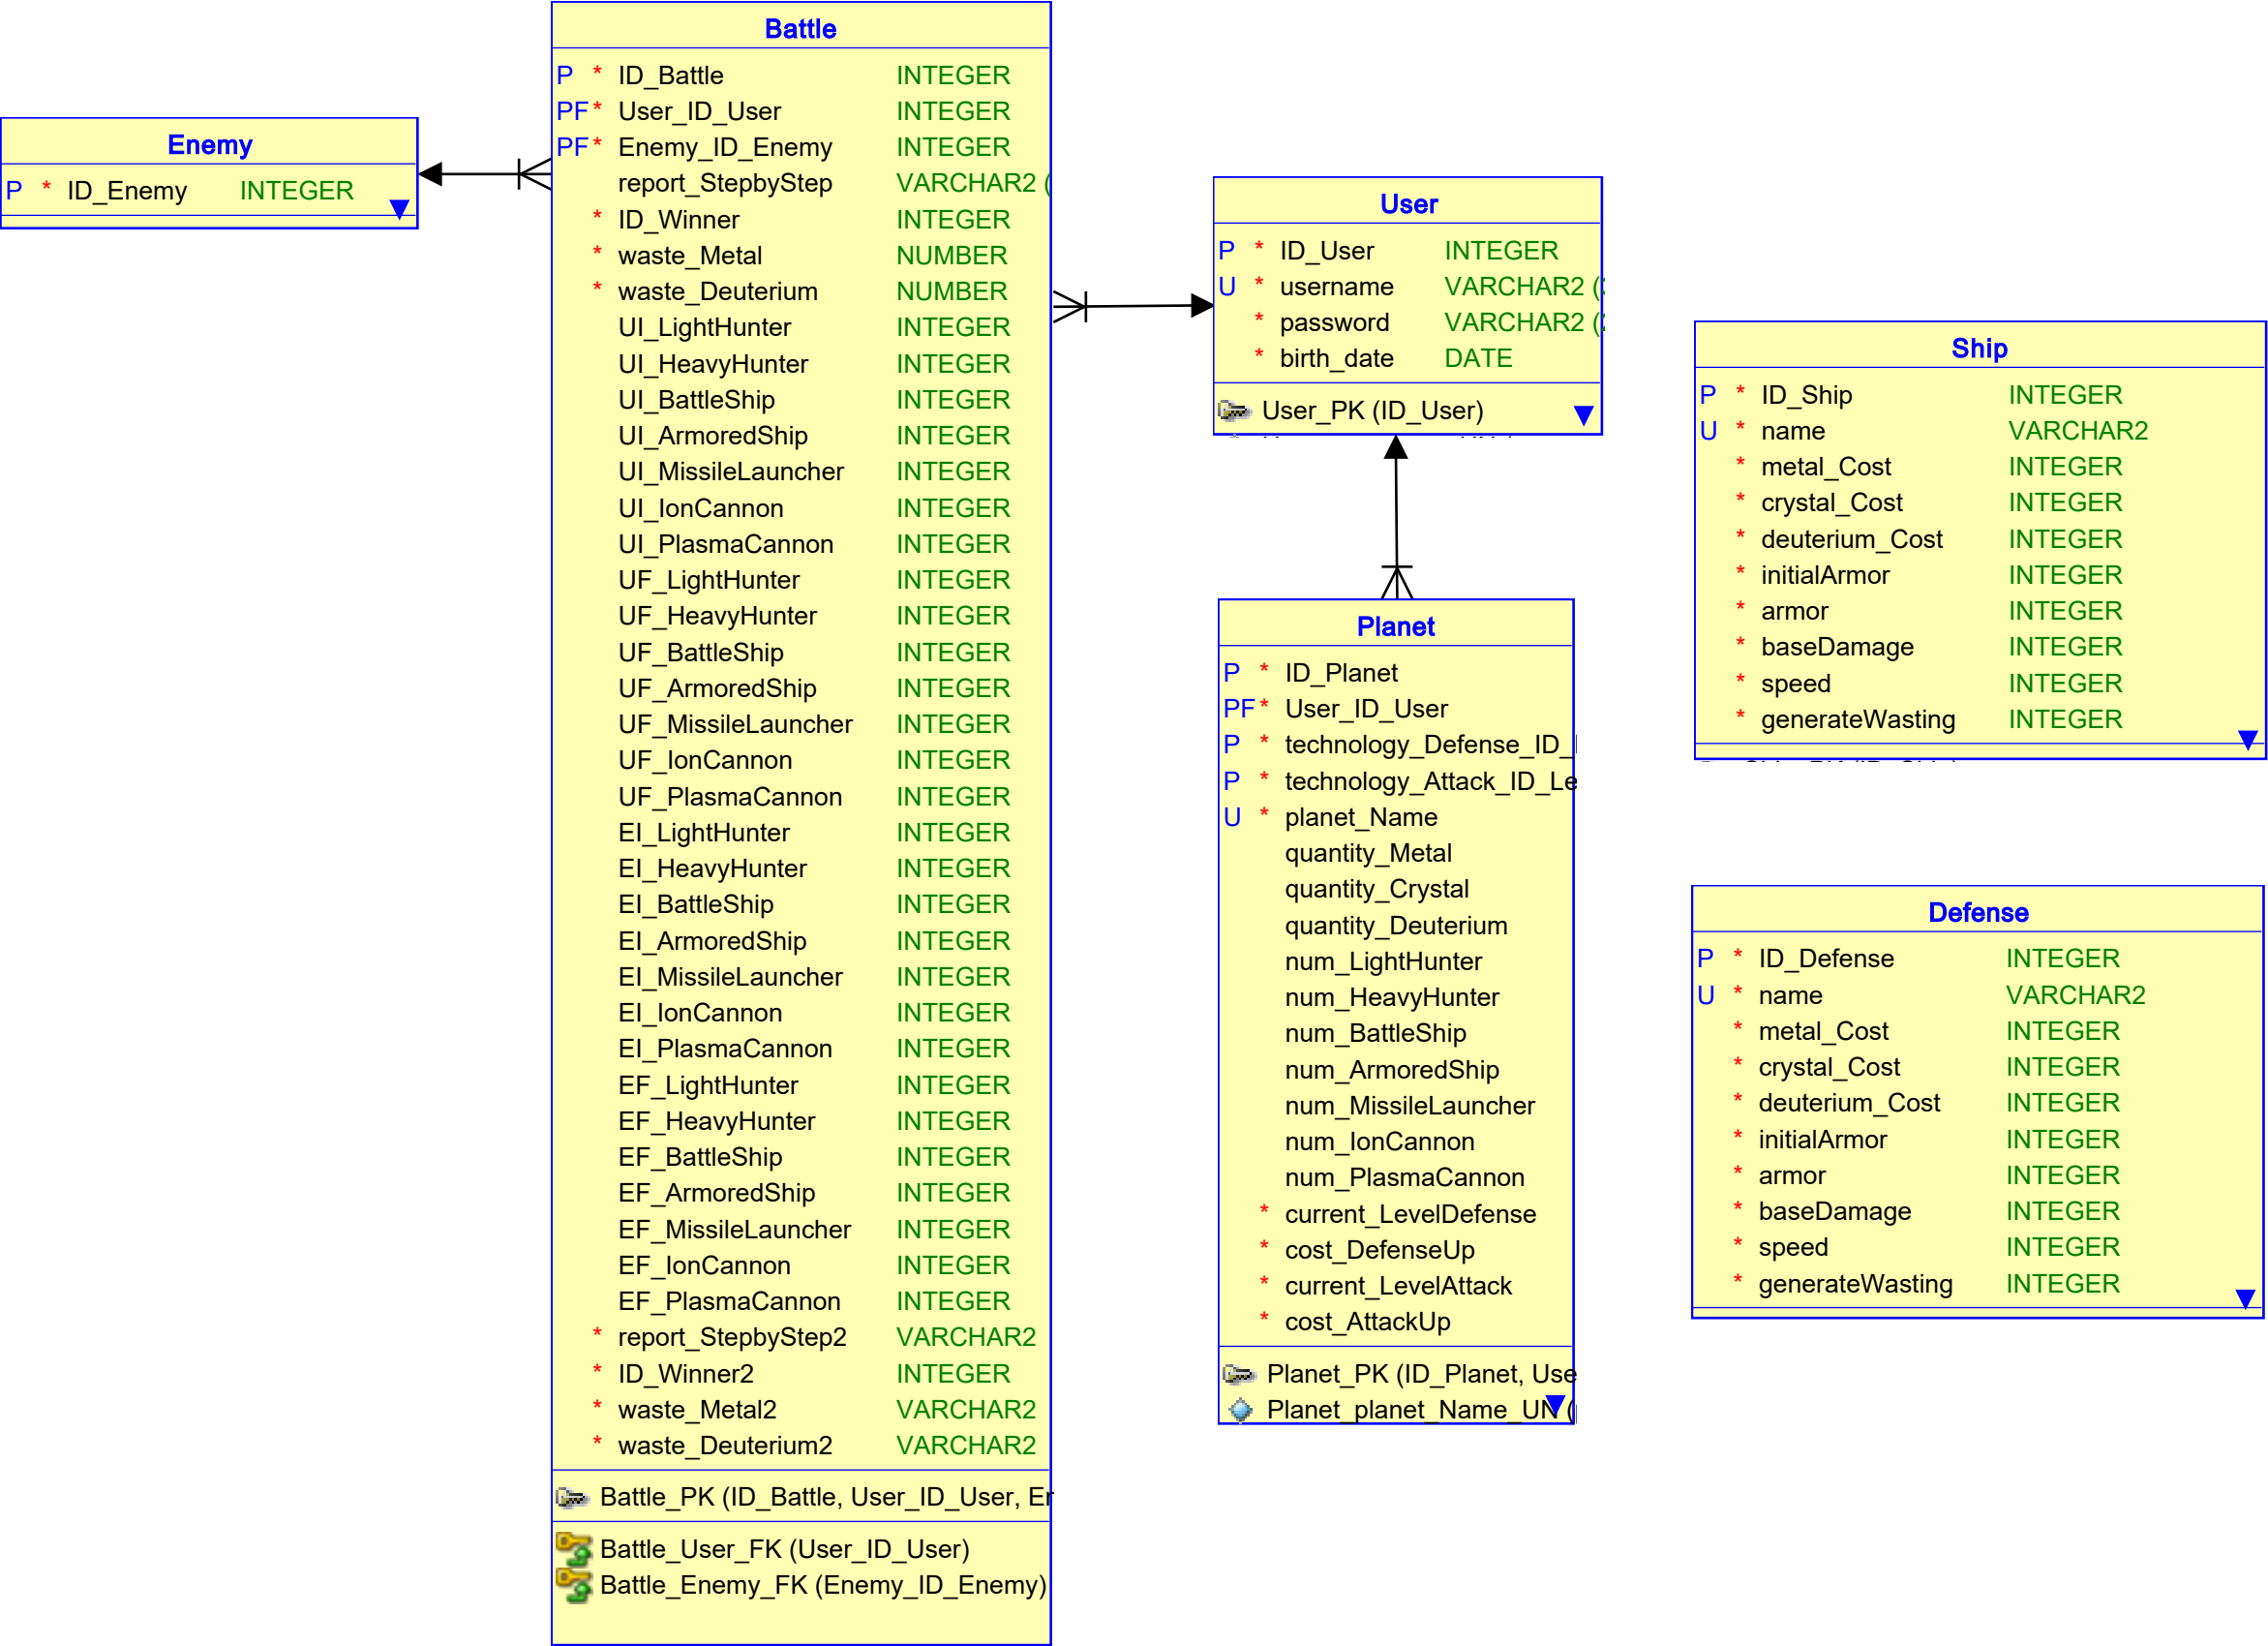 Enemy
P * ID_Enemy INTEGER
Battle
P * ID_Battle INTEGER
PF* User_ID_User INTEGER
PF* Enemy_ID_Enemy INTEGER
report_StepbyStep VARCHAR2 (
* ID_Winner INTEGER
* waste_Metal NUMBER
* waste_Deuterium NUMBER
UI_LightHunter INTEGER
UI_HeavyHunter INTEGER
UI_BattleShip INTEGER
UI_ArmoredShip INTEGER
UI_MissileLauncher INTEGER
UI_IonCannon INTEGER
UI_PlasmaCannon INTEGER
UF_LightHunter INTEGER
UF_HeavyHunter INTEGER
UF_BattleShip INTEGER
UF_ArmoredShip INTEGER
UF_MissileLauncher INTEGER
UF_IonCannon INTEGER
UF_PlasmaCannon INTEGER
EI_LightHunter INTEGER
EI_HeavyHunter INTEGER
EI_BattleShip INTEGER
EI_ArmoredShip INTEGER
EI_MissileLauncher INTEGER
EI_IonCannon INTEGER
EI_PlasmaCannon INTEGER
EF_LightHunter INTEGER
EF_HeavyHunter INTEGER
EF_BattleShip INTEGER
EF_ArmoredShip INTEGER
EF_MissileLauncher INTEGER
EF_IonCannon INTEGER
EF_PlasmaCannon INTEGER
* report_StepbyStep2 VARCHAR2
* ID_Winner2 INTEGER
* waste_Metal2 VARCHAR2
* waste_Deuterium2 VARCHAR2
Battle_PK (ID_Battle, User_ID_User, Er
Battle_User_FK (User_ID_User)
Battle_Enemy_FK (Enemy_ID_Enemy)
User
P * ID_User INTEGER
U * username VARCHAR2 (
* password VARCHAR2 (
* birth_date DATE
User_PK (ID_User)
Planet
P * ID_Planet
PF* User_ID_User
P * technology_Defense_ID_
P * technology_Attack_ID_Le
U * planet_Name
quantity_Metal
quantity_Crystal
quantity_Deuterium
num_LightHunter
num_HeavyHunter
num_BattleShip
num_ArmoredShip
num_MissileLauncher
num_IonCannon
num_PlasmaCannon
* current_LevelDefense
* cost_DefenseUp
* current_LevelAttack
* cost_AttackUp
Planet_PK (ID_Planet, Use
Planet_planet_Name_UN (
Ship
P * ID_Ship INTEGER
U * name VARCHAR2
* metal_Cost INTEGER
* crystal_Cost INTEGER
* deuterium_Cost INTEGER
* initialArmor INTEGER
* armor INTEGER
* baseDamage INTEGER
* speed INTEGER
* generateWasting INTEGER
Defense
P * ID_Defense INTEGER
U * name VARCHAR2
* metal_Cost INTEGER
* crystal_Cost INTEGER
* deuterium_Cost INTEGER
* initialArmor INTEGER
* armor INTEGER
* baseDamage INTEGER
* speed INTEGER
* generateWasting INTEGER